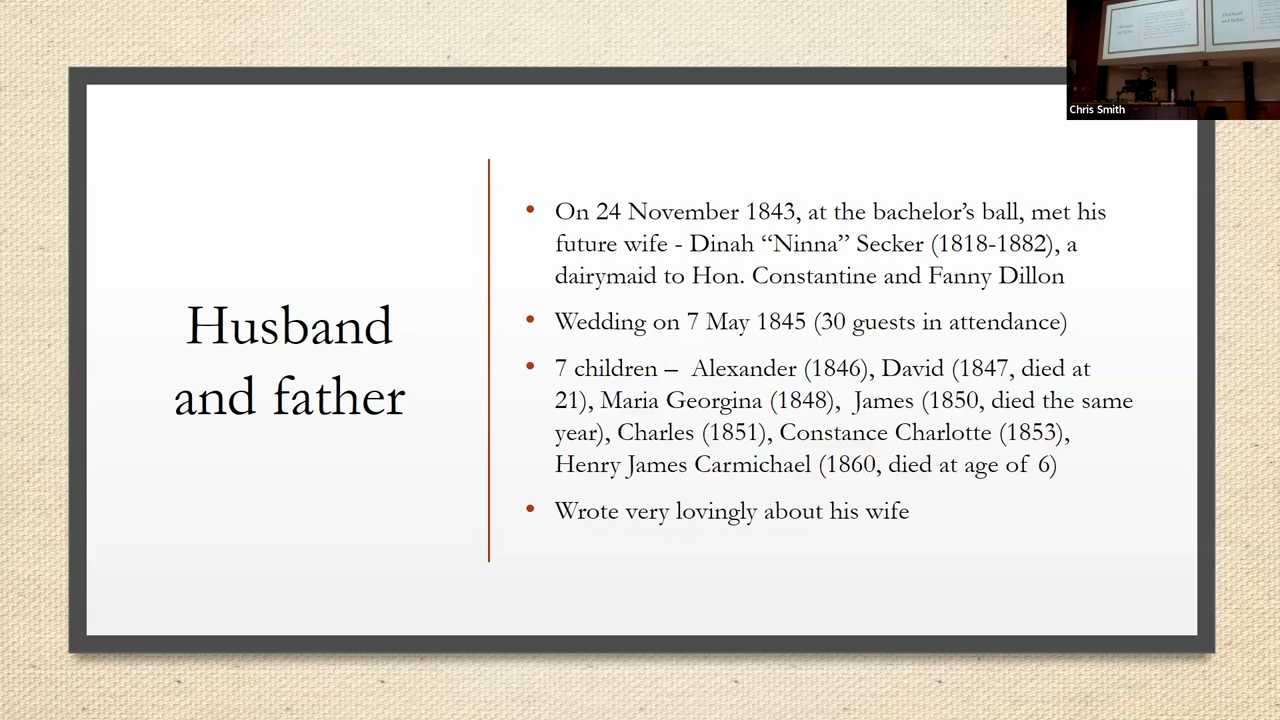 Husband
and father
• On 24 November 1843, at the bachelor’s ball, met his
future wife - Dinah “Ninna” Secker (1818-1882), a
dairymaid to Hon. Constantine and Fanny Dillon
• Wedding on 7 May 1845 (30 guests in attendance)
• 7 children – Alexander (1846), David (1847, died at
21), Maria Georgina (1848), James (1850, died the same
year), Charles (1851), Constance Charlotte (1853),
Henry James Carmichael (1860, died at age of 6)
• Wrote very lovingly about his wife
Chris Smith